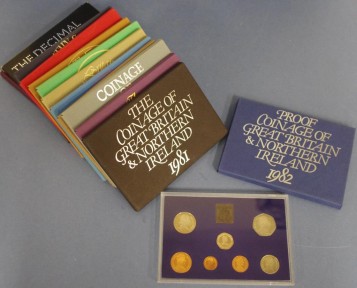 THE DECIMAL
COINAGE
THE
COINAGE OF
GREAT BRITAIN
& NORTHERN
IRELAND
1981
PROOF
COINAGE OF
GREAT BRITAIN
& NORTHERN
IRELAND
1982